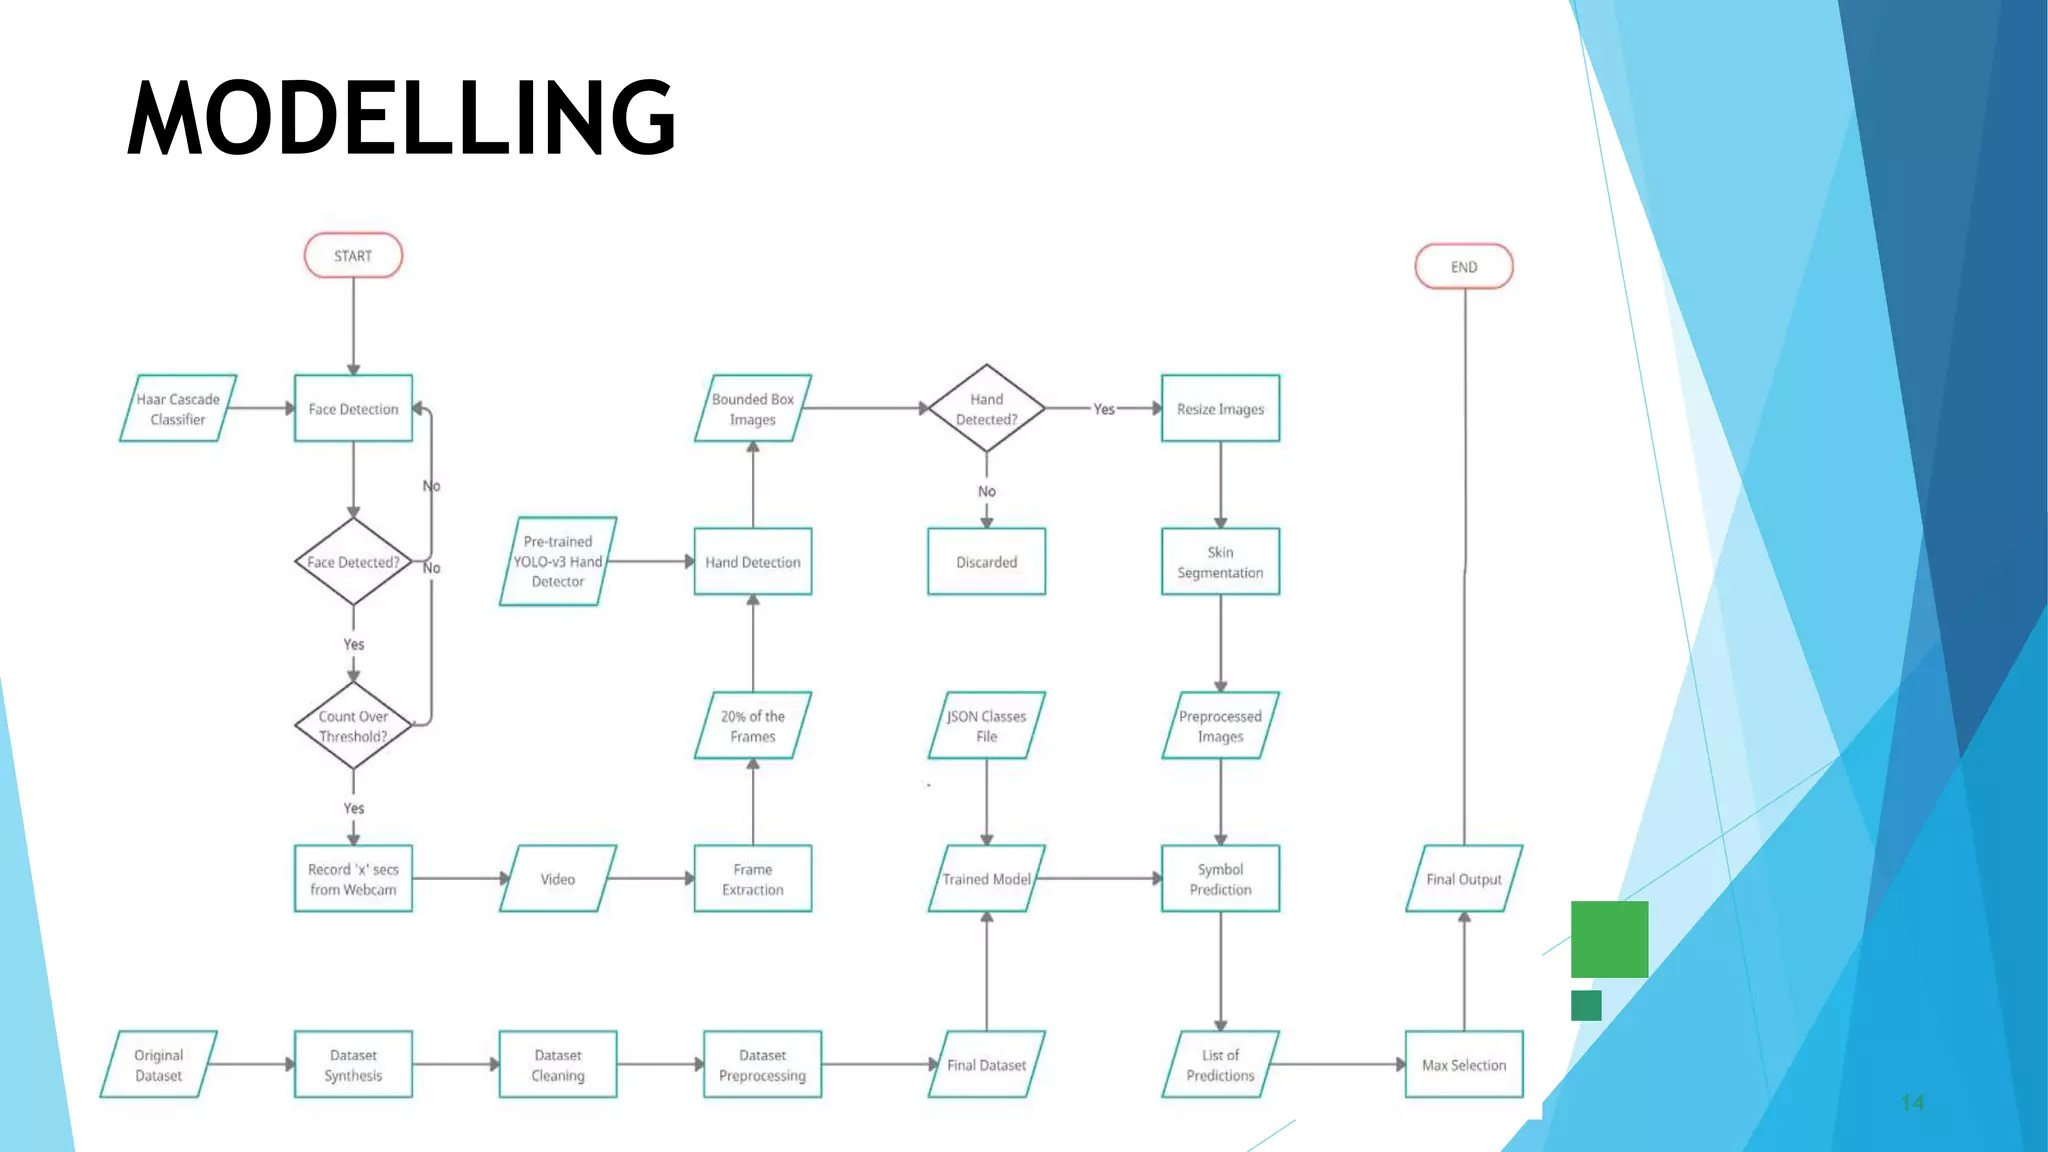 MODELLING
START
END
Haar Cascade
Classifier
Face Detection
Bounded Box
Images
Hand
Detected?
Yes
Resize Images
No
No
Pre-trained
YOLO-v3 Hand
Detector
Hand Detection
Discarded
Skin
Segmentation
Face Detected?
No
Yes
Count Over
Threshold?
20% of the
Frames
JSON Classes
File
Preprocessed
Images
Yes
Record 'x' secs
from Webcam
Video
Frame
Extraction
Trained Model
Symbol
Prediction
Final Output
Original
Dataset
Dataset
Synthesis
Dataset
Cleaning
Dataset
Preprocessing
Final Dataset
List of
Predictions
Max Selection
14